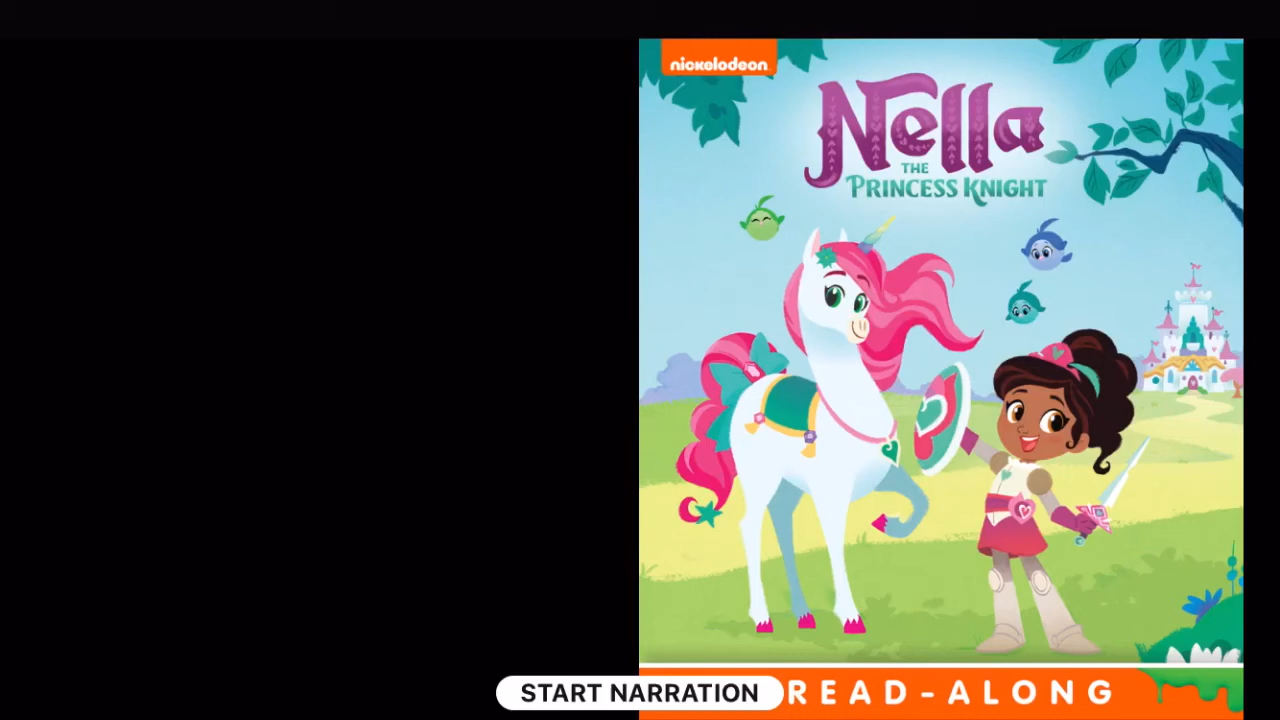 nickelodeon
Nella
THE
PRINCESS KNIGHT
START NARRATION
READ-ALONG